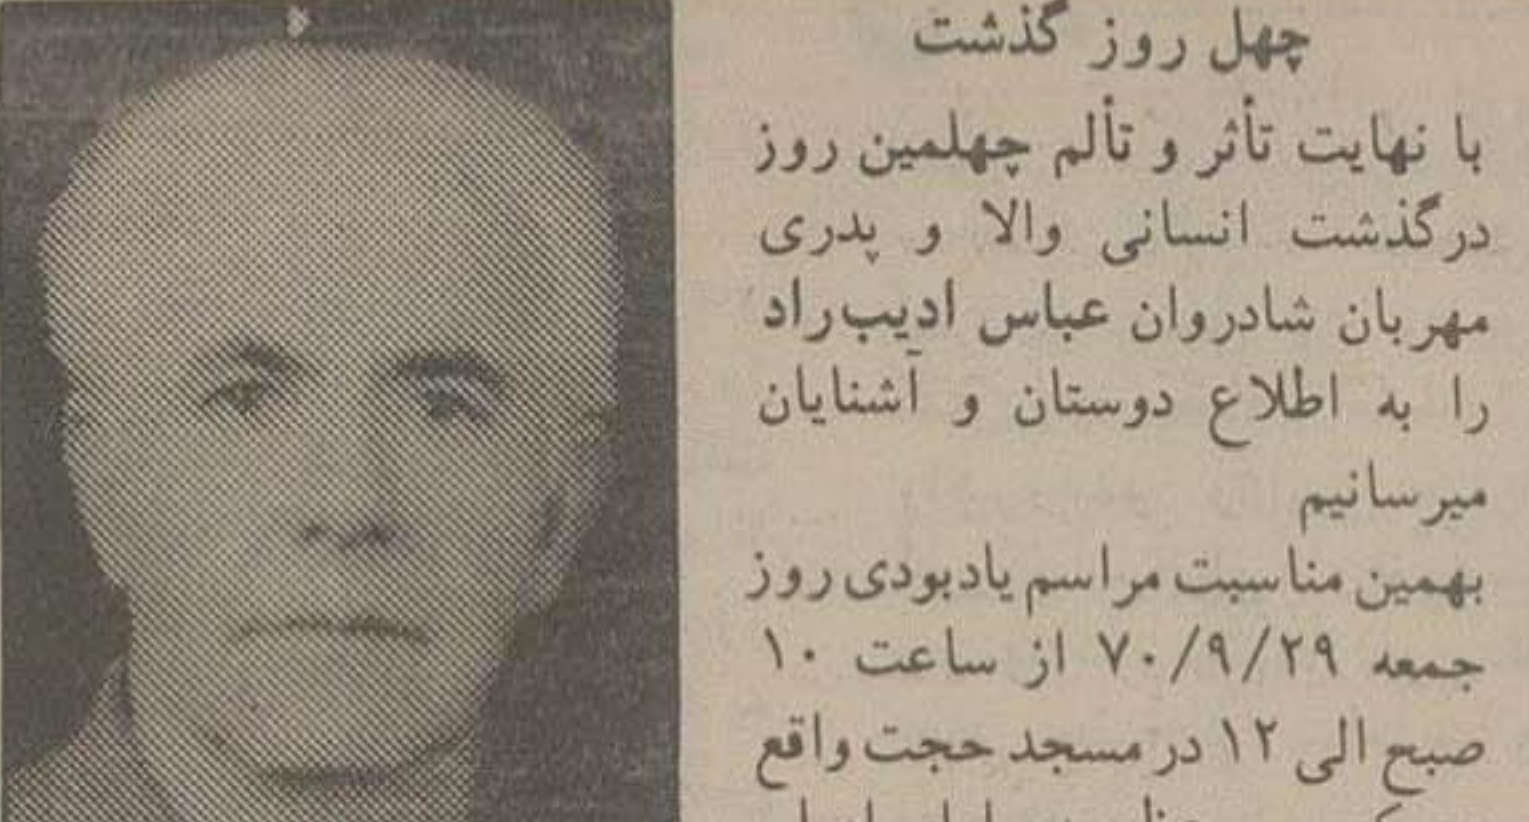 چهل روز گذشت
با نهایت تأثر و تألم چهلمین روز
درگذشت انسانی والا و پدری
مهربان شادروان عباس ادیب‌راد
را به اطلاع دوستان و آشنایان
میرسانیم
بهمین مناسبت مراسم یادبودی روز
جمعه ۷۰/۹/۲۹ از ساعت ۱۰
صبح الی ۱۲ در مسجد حجت واقع